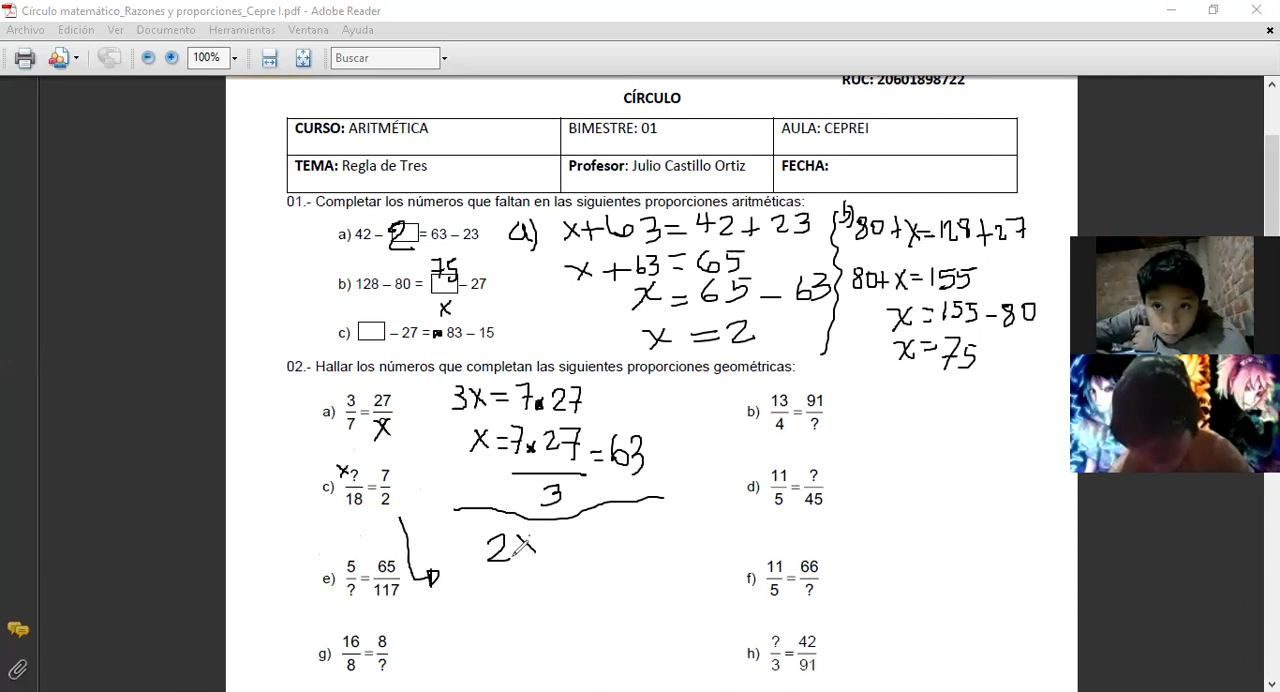 Círculo matemático_Razones y proporciones_Cepre I.pdf - Adobe Reader
Archivo Edición Ver Documento Herramientas Ventana Ayuda
100% Buscar
RUC: 20601898722
CÍRCULO
CURSO: ARITMÉTICA BIMESTRE: 01 AULA: CEPREI
TEMA: Regla de Tres Profesor: Julio Castillo Ortiz FECHA:
01.- Completar los números que faltan en las siguientes proporciones aritméticas:
a) 42 – 2 = 63 – 23
b) 128 – 80 = 75 – 27
x
c) – 27 = 83 – 15
a) x+63=42+23
x+63=65
x=65-63
x=2
b) 80+x=128+27
80+x=155
x=155-80
x=75
02.- Hallar los números que completan las siguientes proporciones geométricas:
a) 3/7 = 27/x
3x=7.27
x=7x27/3=63
b) 13/4 = 91/?
c) x?/18 = 7/2
2x
d) 11/5 = ?/45
e) 5/? = 65/117
f) 11/5 = 66/?
g) 16/8 = 8/?
h) ?/3 = 42/91